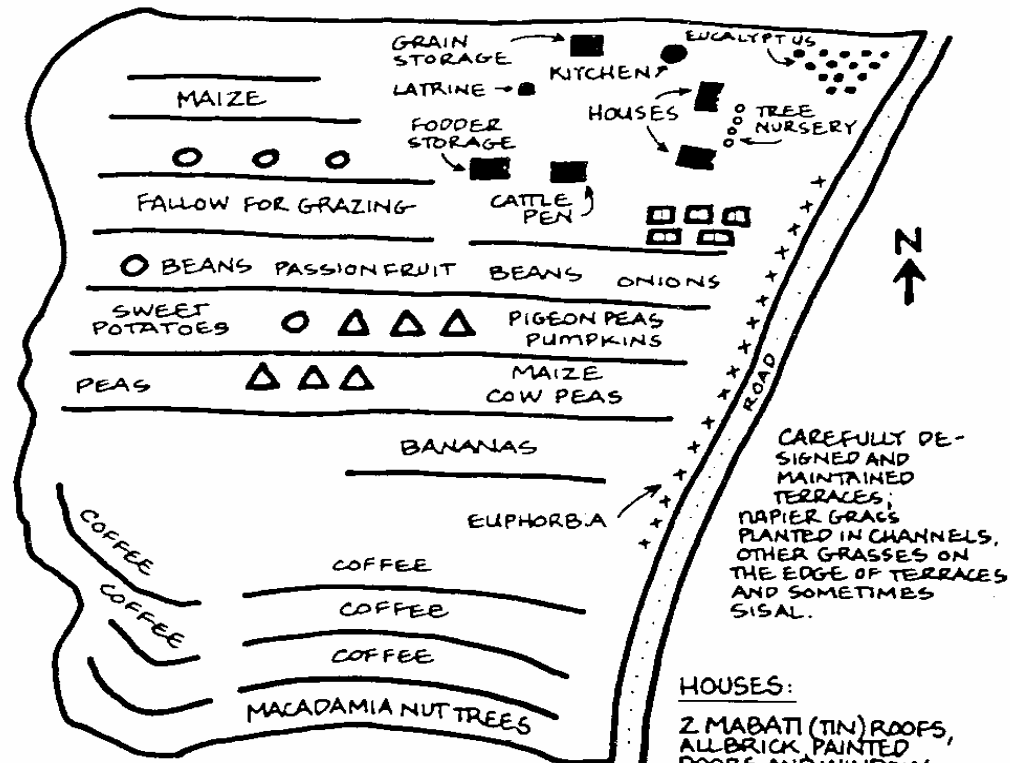 GRAIN
STORAGE
KITCHEN
EUCALYPTUS
LATRINE
HOUSES
TREE
NURSERY
MAIZE
FODDER
STORAGE
CATTLE
PEN
FALLOW FOR GRAZING
N
BEANS PASSION FRUIT BEANS ONIONS
SWEET
POTATOES
PIGEON PEAS
PUMPKINS
PEAS
MAIZE
COW PEAS
ROAD
BANANAS
EUPHORBIA
CAREFULLY DE-
SIGNED AND
MAINTAINED
TERRACES;
NAPIER GRASS
PLANTED IN CHANNELS,
OTHER GRASSES ON
THE EDGE OF TERRACES
AND SOMETIMES
SISAL.
COFFEE
COFFEE
COFFEE
COFFEE
COFFEE
MACADAMIA NUT TREES
HOUSES:
2 MABATI (TIN) ROOFS,
ALL BRICK, PAINTED
DOORS AND WINDOWS